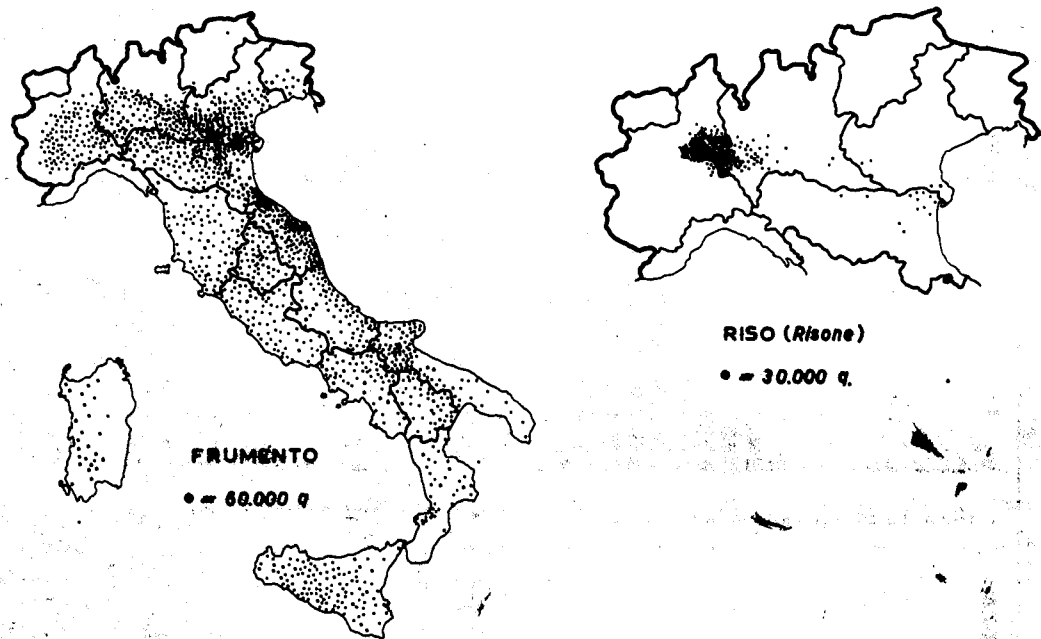 FRUMENTO
● = 60.000 q
RISO (Risone)
● = 30.000 q.